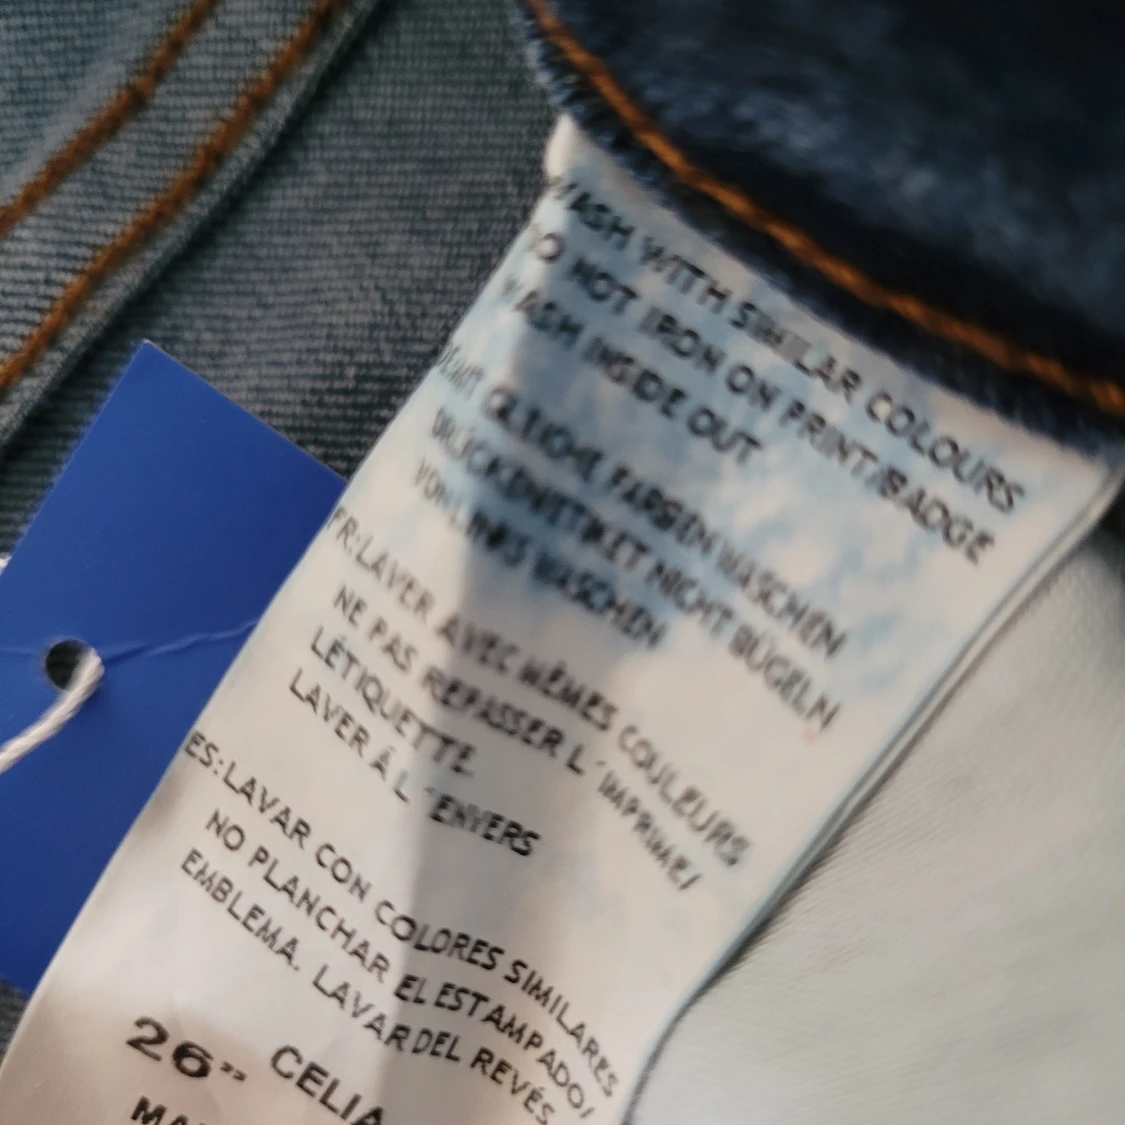 WASH WITH SIMILAR COLOURS
DO NOT IRON ON PRINT/BADGE
WASH INSIDE OUT
MIT GLEICHE FARBEN WASCHEN
NICHT BÜGELN
VON LINKS WASCHEN
FR:LAVER AVEC MÊMES COULEURS
NE PAS REPASSER L´IMPRIMÉ/
LÉTIQUETTE
LAVER Á L´ENVERS
ES:LAVAR CON COLORES SIMILARES
NO PLANCHAR EL ESTAMPADO/
EMBLEMA. LAVAR DEL REVÉS
26" CELIA